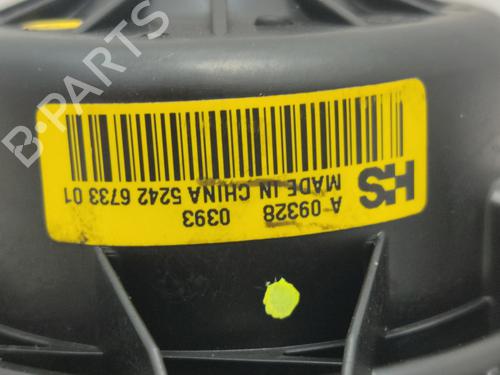 HS
A 09328 0393
MADE IN CHINA 5242 6733 01
B-PARTS